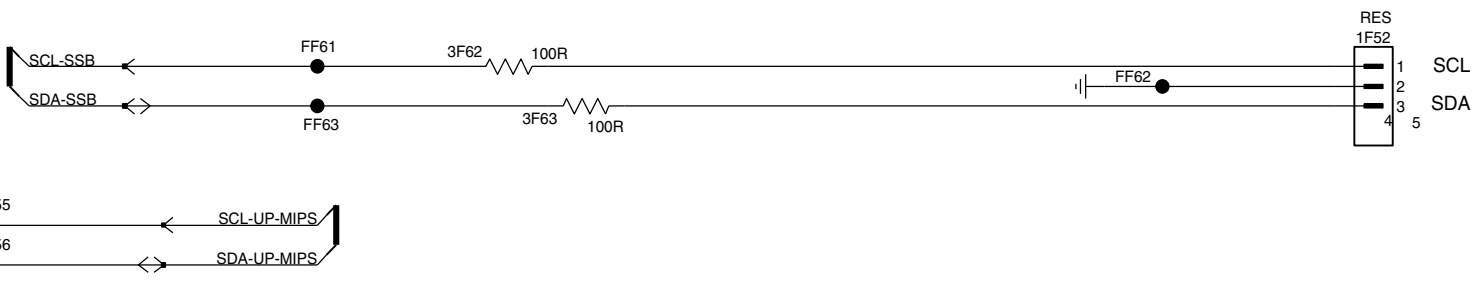 RES
1F52
FF61
3F62 100R
SCL-SSB
1 SCL
FF62
2
SDA-SSB
3 SDA
FF63
3F63
100R
4 5
55
SCL-UP-MIPS
56
SDA-UP-MIPS